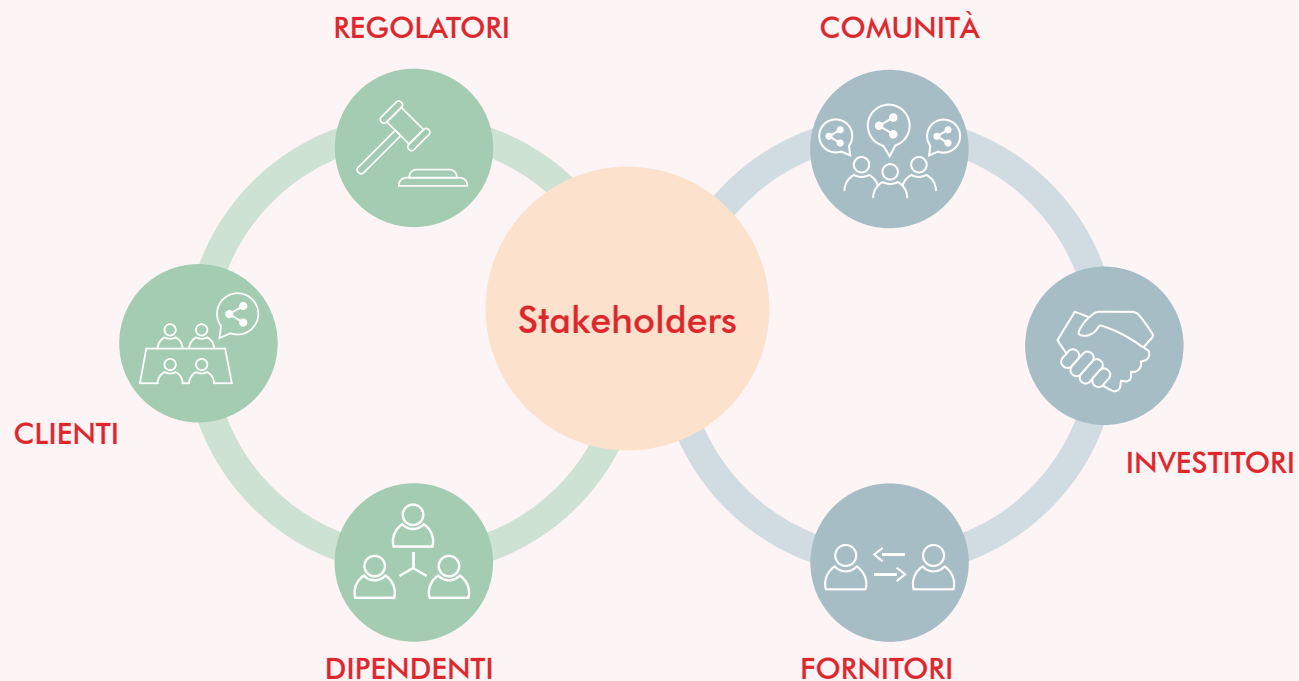 REGOLATORI
COMUNITÀ
Stakeholders
CLIENTI
INVESTITORI
DIPENDENTI
FORNITORI